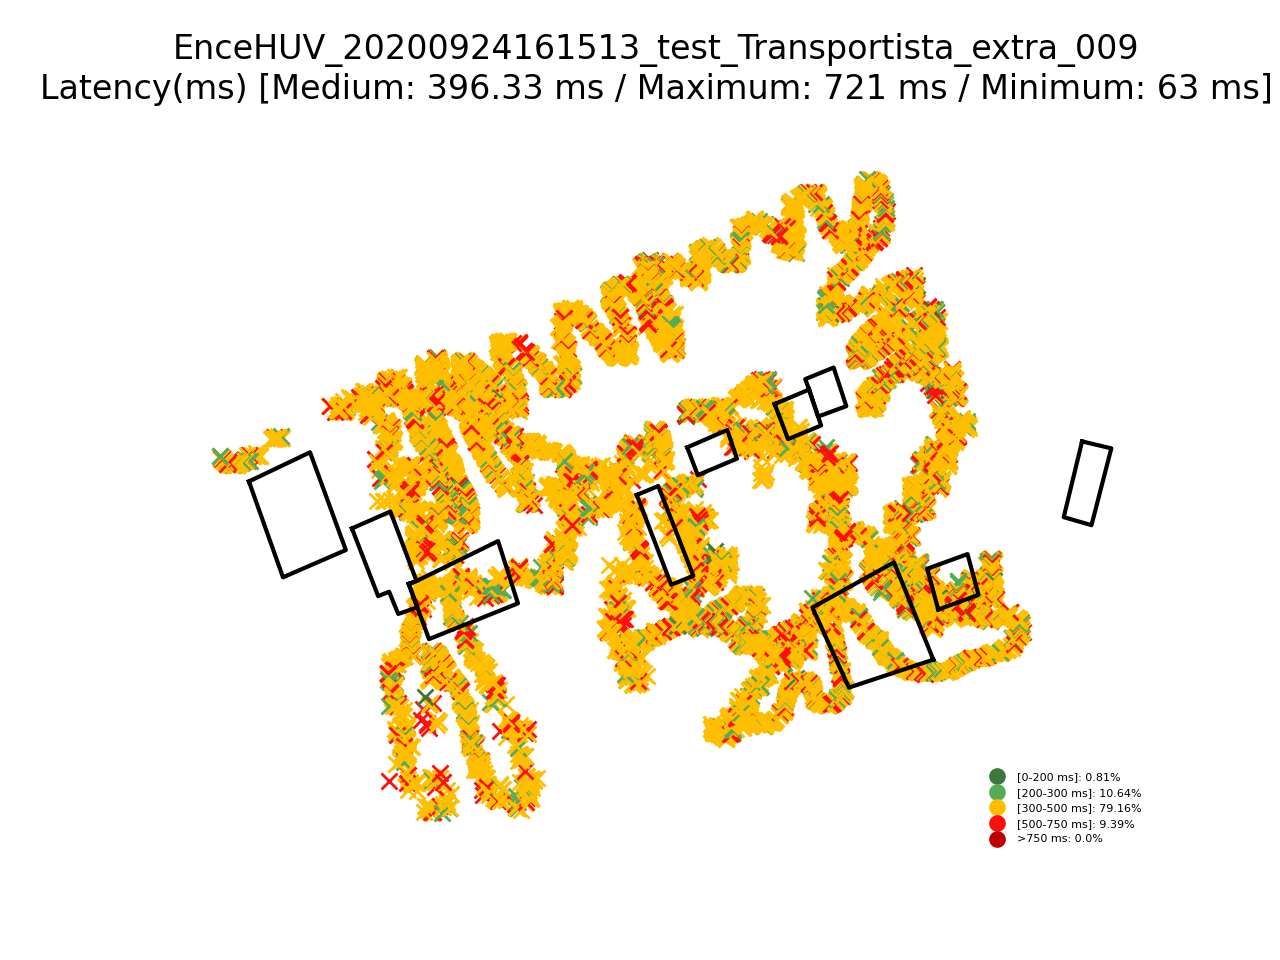 EnceHUV_20200924161513_test_Transportista_extra_009
Latency(ms) [Medium: 396.33 ms / Maximum: 721 ms / Minimum: 63 ms]
[0-200 ms]: 0.81%
[200-300 ms]: 10.64%
[300-500 ms]: 79.16%
[500-750 ms]: 9.39%
>750 ms: 0.0%